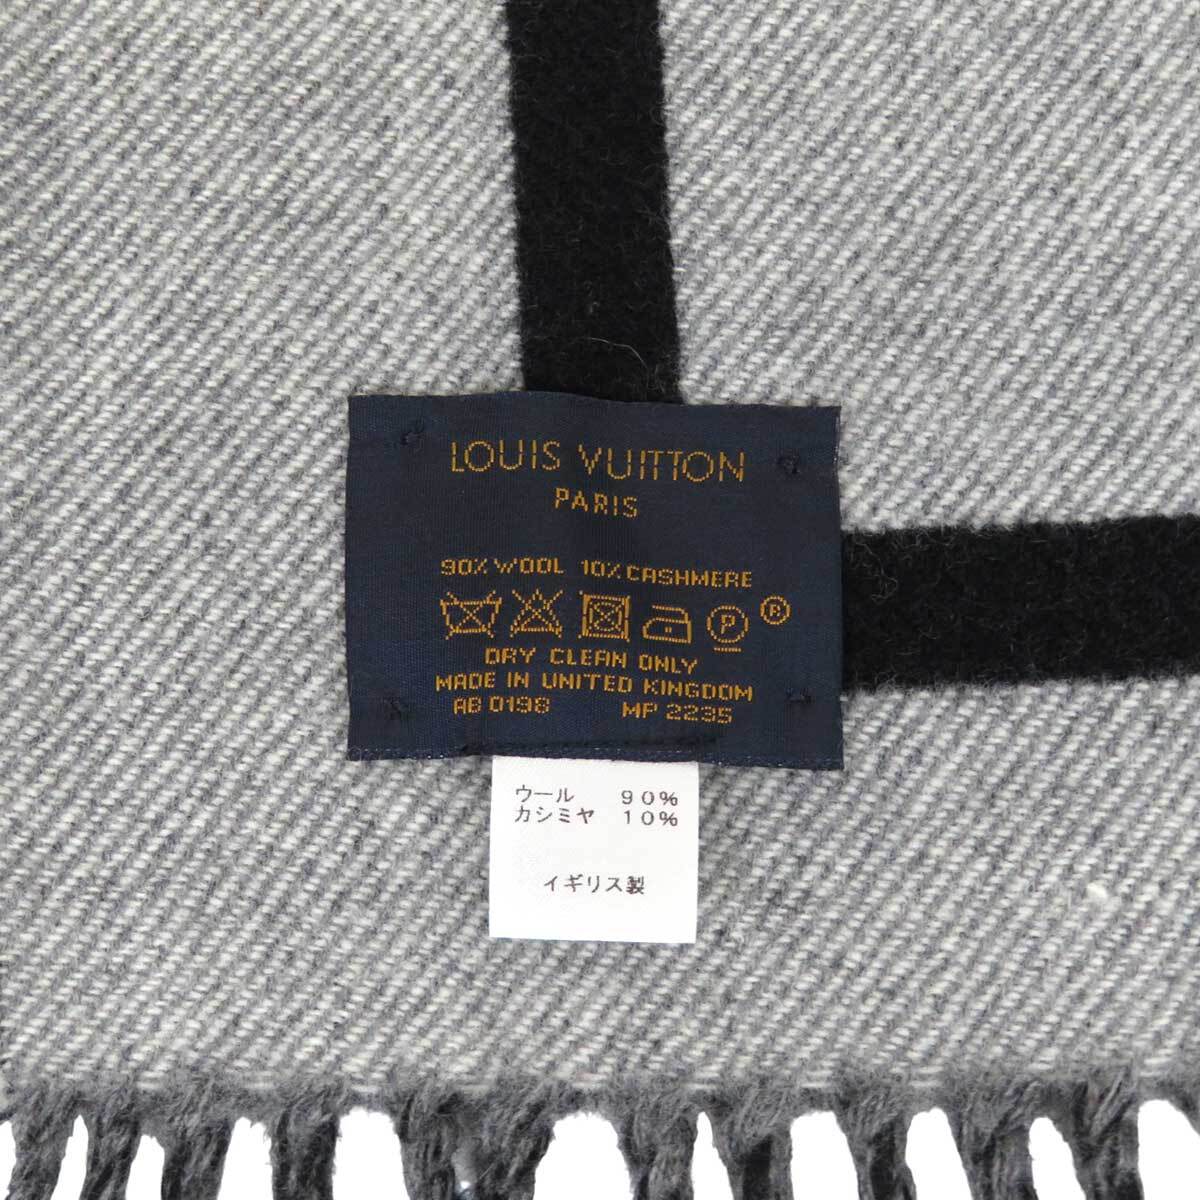 LOUIS VUITTON
PARIS
90% WOOL 10% CASHMERE
P ®
DRY CLEAN ONLY
MADE IN UNITED KINGDOM
AB 0198 MP 2235
ウール 90%
カシミヤ 10%
イギリス製